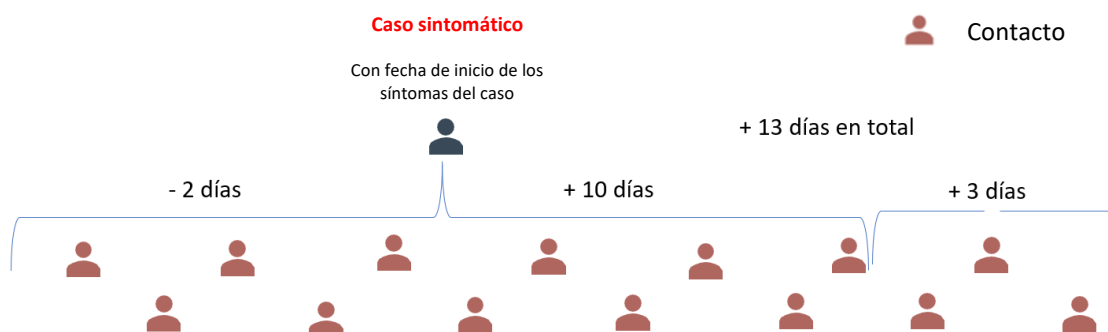 Caso sintomático
Contacto
Con fecha de inicio de los
síntomas del caso
+ 13 días en total
- 2 días
+ 10 días
+ 3 días